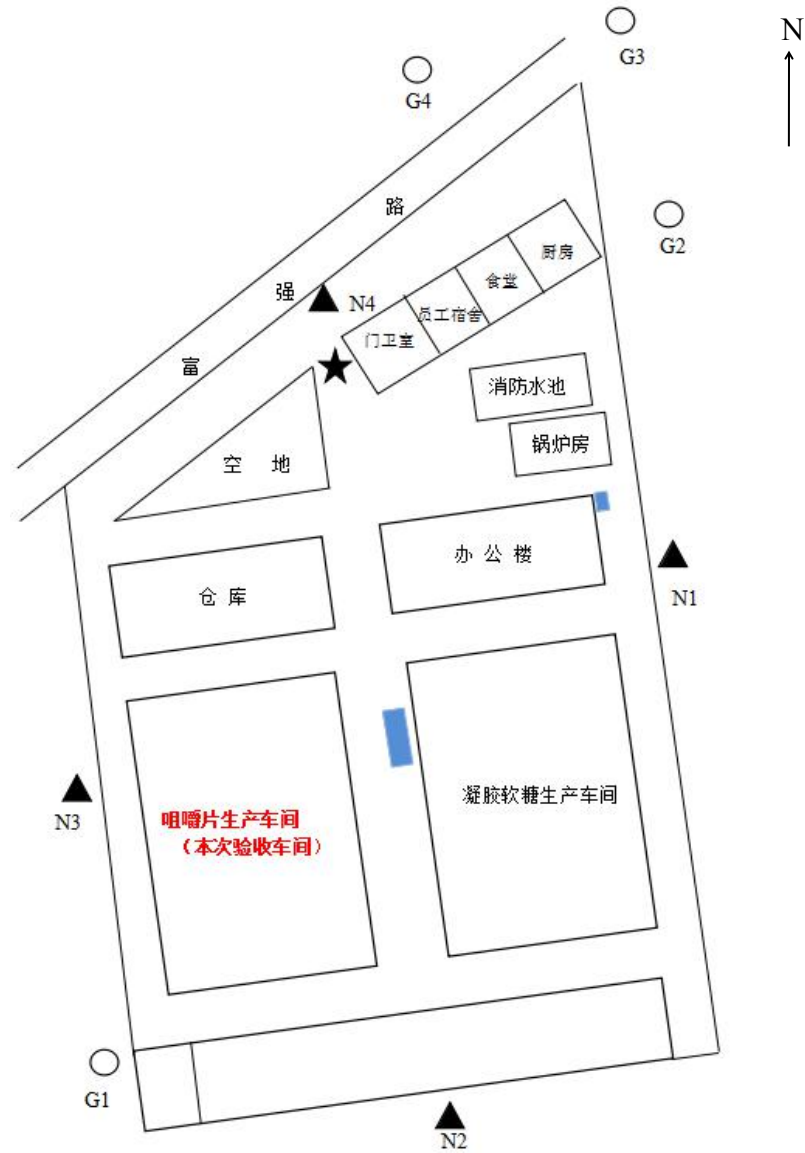 N
G3
G4
路
G2
厨房
食堂
强
N4
员工宿舍
门卫室
富
消防水池
锅炉房
空 地
办 公 楼
仓 库
N1
凝胶软糖生产车间
咀嚼片生产车间
（本次验收车间）
N3
G1
N2